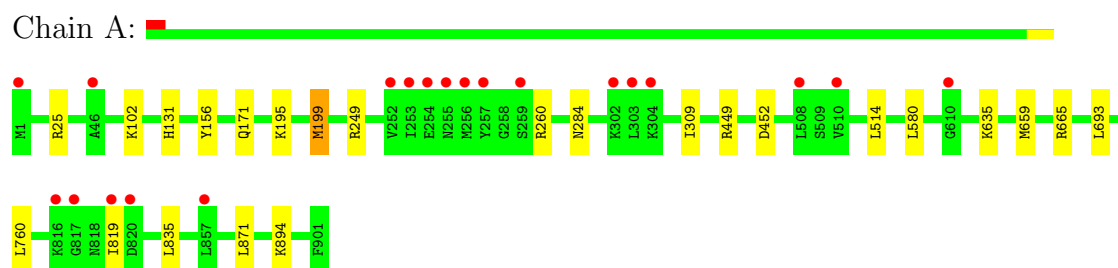 Chain A:
M1 R25 A46 K102 H131 Y156 Q171 K195 M199 R249 V252 I253 E254 N255 M256 Y257 G258 S259 R260 N284 K302 L303 K304 I309 R449 D452 L508 S509 V510 L514 L580 G610 K635 M659 R665 L693
L760 K816 G817 N818 I819 D820 L835 L857 L871 K894 F901